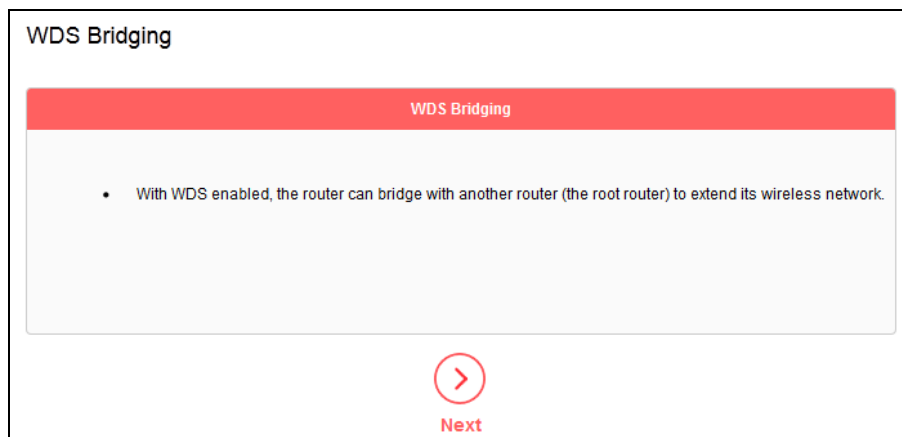 WDS Bridging
WDS Bridging
• With WDS enabled, the router can bridge with another router (the root router) to extend its wireless network.
Next